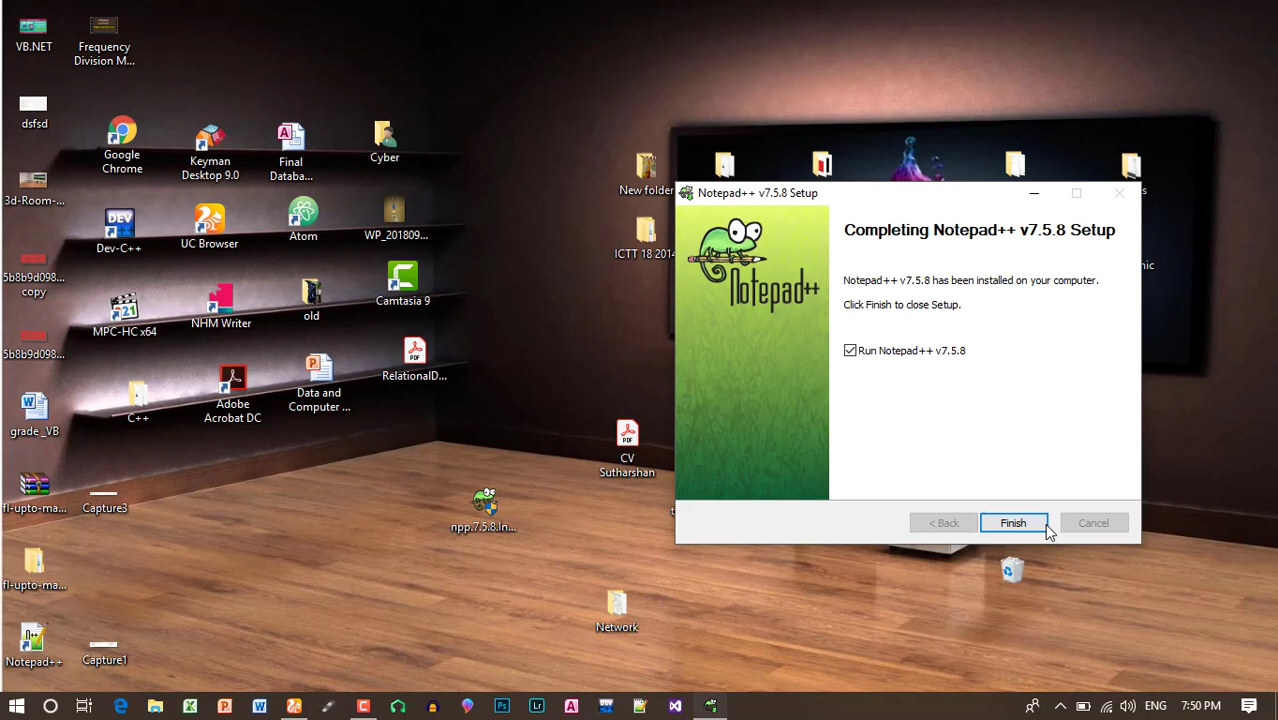 VB.NET
Frequency
Division M...
dsfsd
Google
Chrome
Keyman
Desktop 9.0
Final
Databa...
Cyber
3d-Room-...
Dev-C++
UC Browser
Atom
WP_201809...
5b8b9d098...
copy
MPC-HC x64
NHM Writer
old
Camtasia 9
5b8b9d098...
RelationalD...
grade _VB
C++
Adobe
Acrobat DC
Data and
Computer ...
fl-upto-ma...
Capture3
npp.7.5.8.In...
CV
Sutharshan
fl-upto-ma...
Network
Notepad++
Capture1
New folder
ICTT 18 2014
Notepad++ v7.5.8 Setup
Notepad++
Completing Notepad++ v7.5.8 Setup
Notepad++ v7.5.8 has been installed on your computer.
Click Finish to close Setup.
Run Notepad++ v7.5.8
< Back
Finish
Cancel
ENG
7:50 PM